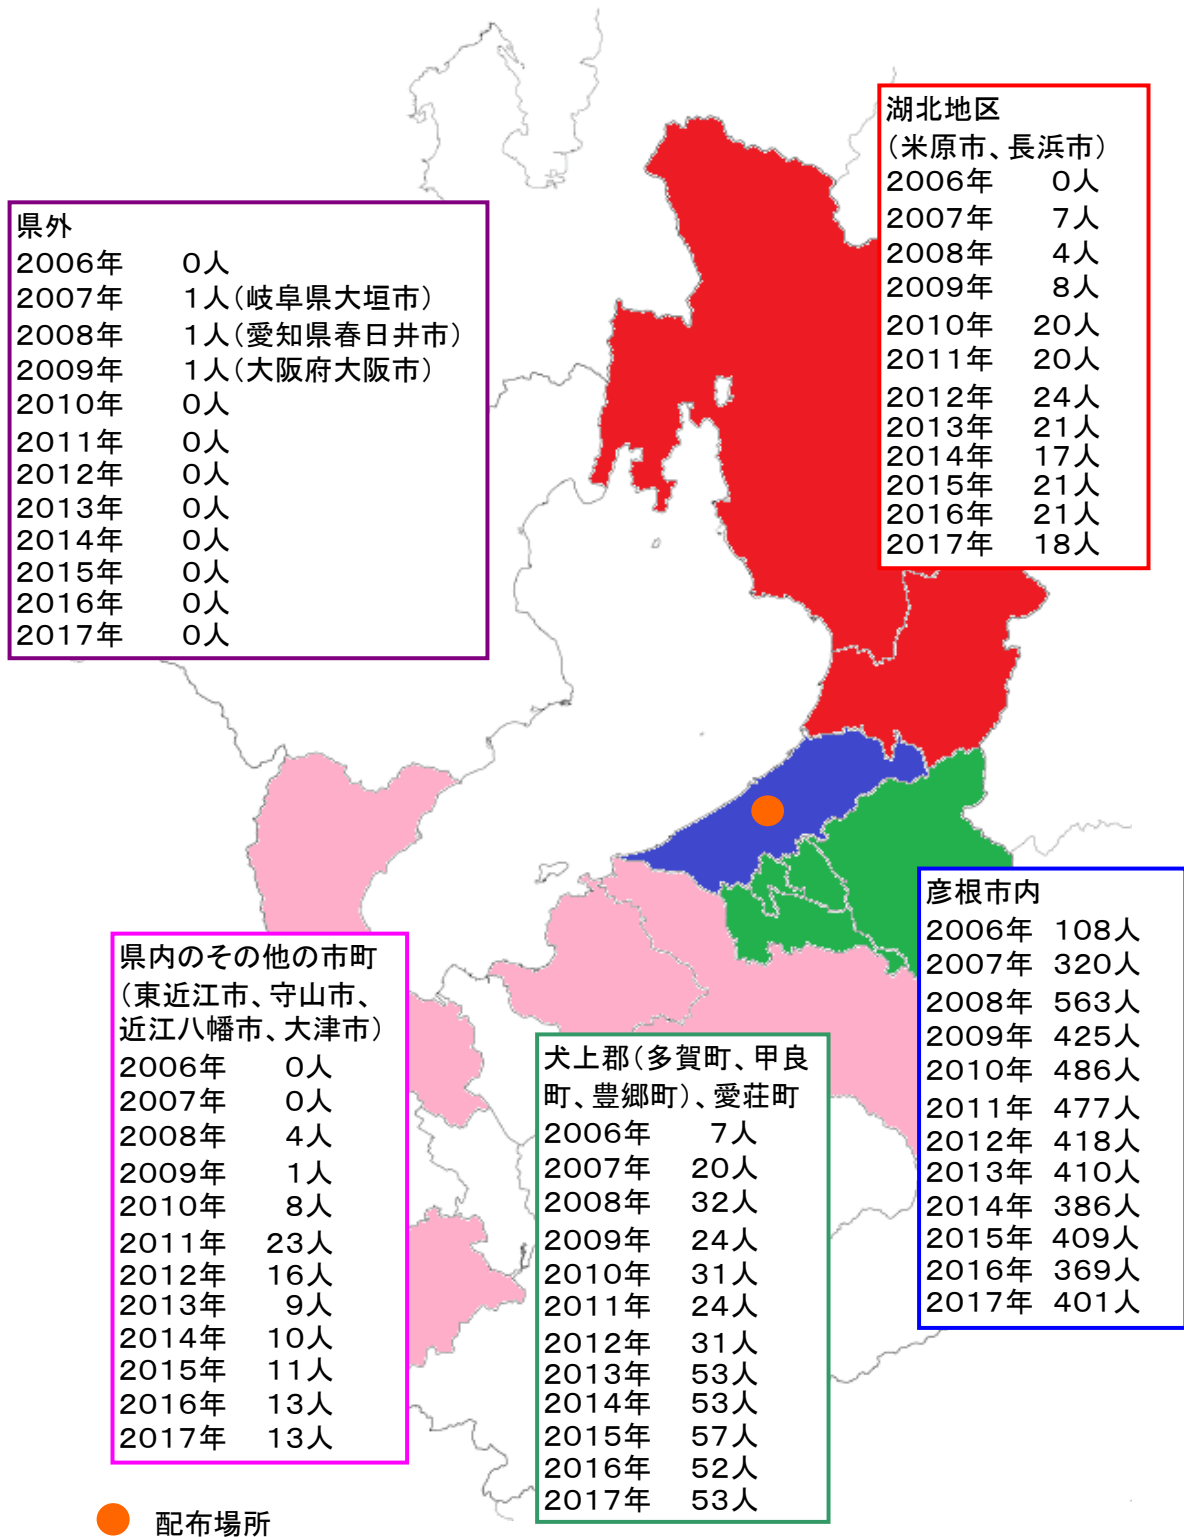 湖北地区
（米原市、長浜市）
2006年 0人
2007年 7人
2008年 4人
2009年 8人
2010年 20人
2011年 20人
2012年 24人
2013年 21人
2014年 17人
2015年 21人
2016年 21人
2017年 18人
県外
2006年 0人
2007年 1人（岐阜県大垣市）
2008年 1人（愛知県春日井市）
2009年 1人（大阪府大阪市）
2010年 0人
2011年 0人
2012年 0人
2013年 0人
2014年 0人
2015年 0人
2016年 0人
2017年 0人
彦根市内
2006年 108人
2007年 320人
2008年 563人
2009年 425人
2010年 486人
2011年 477人
2012年 418人
2013年 410人
2014年 386人
2015年 409人
2016年 369人
2017年 401人
県内のその他の市町
（東近江市、守山市、
近江八幡市、大津市）
2006年 0人
2007年 0人
2008年 4人
2009年 1人
2010年 8人
2011年 23人
2012年 16人
2013年 9人
2014年 10人
2015年 11人
2016年 13人
2017年 13人
犬上郡（多賀町、甲良
町、豊郷町）、愛荘町
2006年 7人
2007年 20人
2008年 32人
2009年 24人
2010年 31人
2011年 24人
2012年 31人
2013年 53人
2014年 53人
2015年 57人
2016年 52人
2017年 53人
配布場所